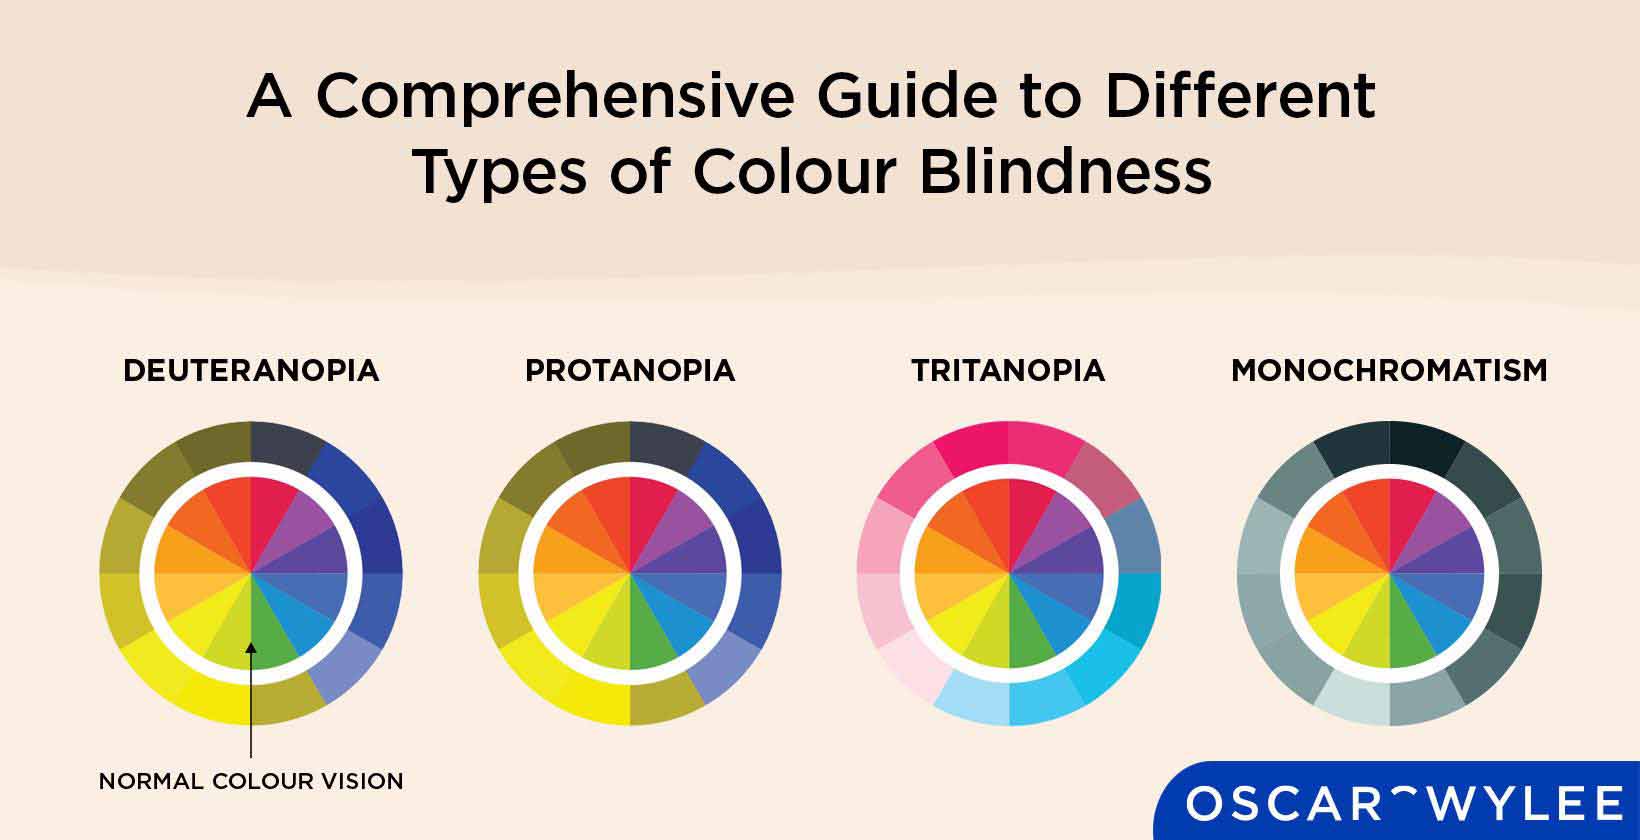 A Comprehensive Guide to Different
Types of Colour Blindness
DEUTERANOPIA
PROTANOPIA
TRITANOPIA
MONOCHROMATISM
NORMAL COLOUR VISION
OSCAR WYLEE